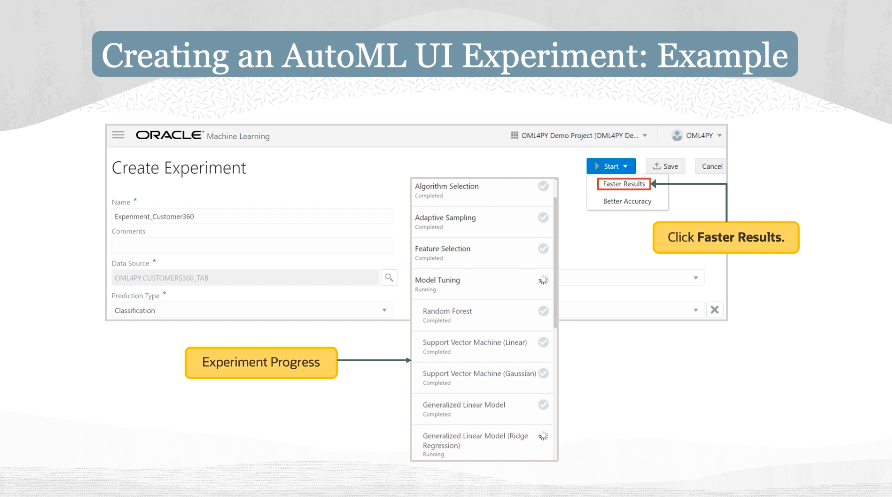 Creating an AutoML UI Experiment: Example
ORACLE Machine Learning
OML4PY Demo Project [OML4PY De...
OML4PY
Create Experiment
Start
Save
Cancel
Faster Results
Better Accuracy
Click Faster Results.
Name *
Experiment_Customer360
Comments
Data Source *
OML4PY.CUSTOMERS360_TAB
Prediction Type *
Classification
Algorithm Selection
Completed
Adaptive Sampling
Completed
Feature Selection
Completed
Model Tuning
Running
Random Forest
Completed
Support Vector Machine (Linear)
Completed
Support Vector Machine (Gaussian)
Completed
Generalized Linear Model
Completed
Generalized Linear Model (Ridge
Regression)
Running
Experiment Progress